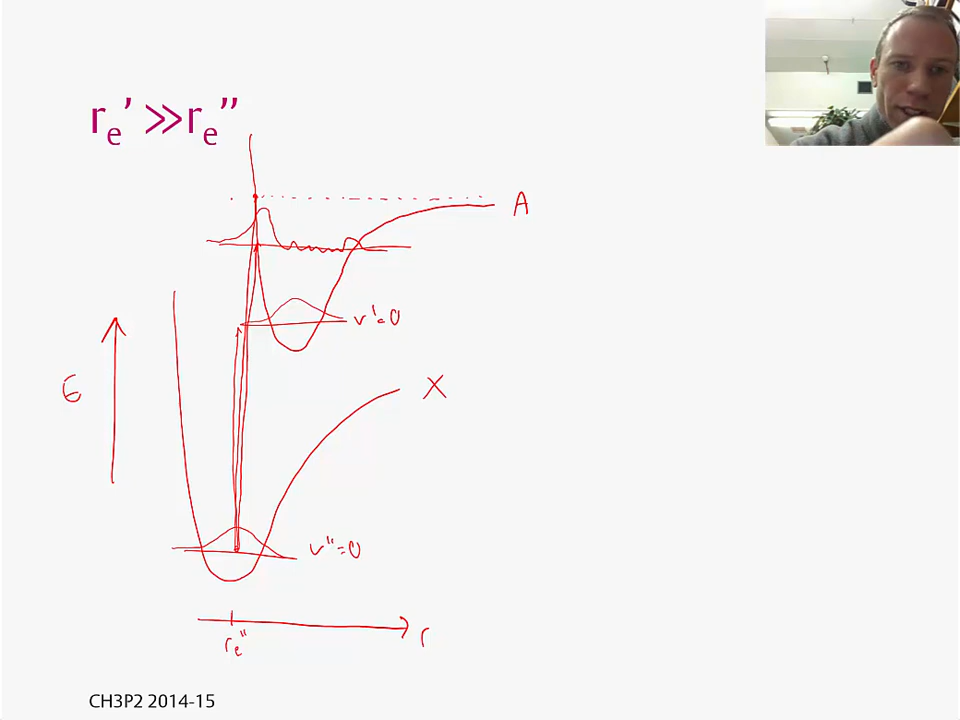 rₑ’ ≫ rₑ”
A
v'=0
E
X
v"=0
rₑ"
r
CH3P2 2014-15